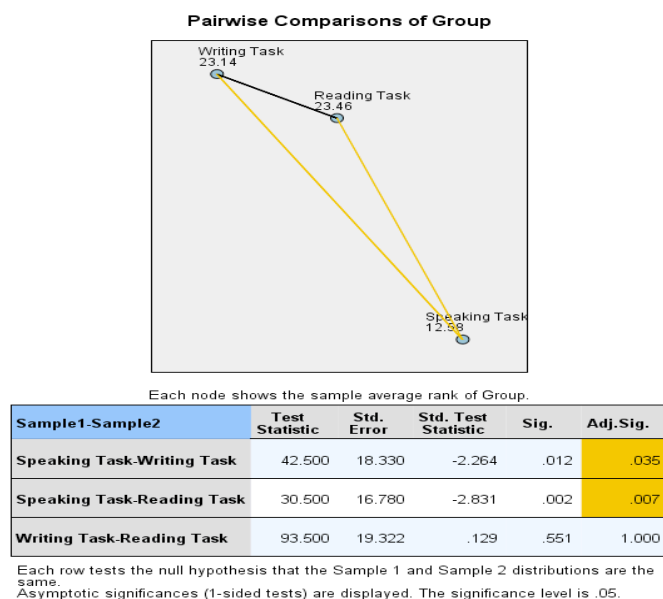 Pairwise Comparisons of Group
Writing Task
23.14
Reading Task
23.46
Speaking Task
12.58
Each node shows the sample average rank of Group.
Sample1-Sample2 Test Statistic Std. Error Std. Test Statistic Sig. Adj.Sig.
Speaking Task-Writing Task 42.500 18.330 -2.264 .012 .035
Speaking Task-Reading Task 30.500 16.780 -2.831 .002 .007
Writing Task-Reading Task 93.500 19.322 .129 .551 1.000
Each row tests the null hypothesis that the Sample 1 and Sample 2 distributions are the
same.
Asymptotic significances (1-sided tests) are displayed. The significance level is .05.